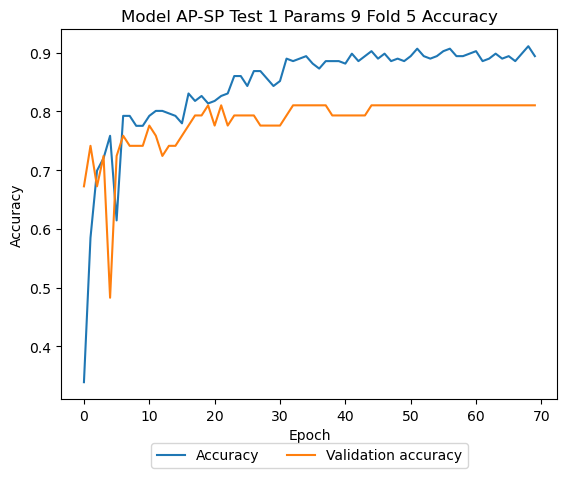 Model AP-SP Test 1 Params 9 Fold 5 Accuracy
0.9
0.8
0.7
0.6
0.5
0.4
Accuracy
0 10 20 30 40 50 60 70
Epoch
Accuracy Validation accuracy